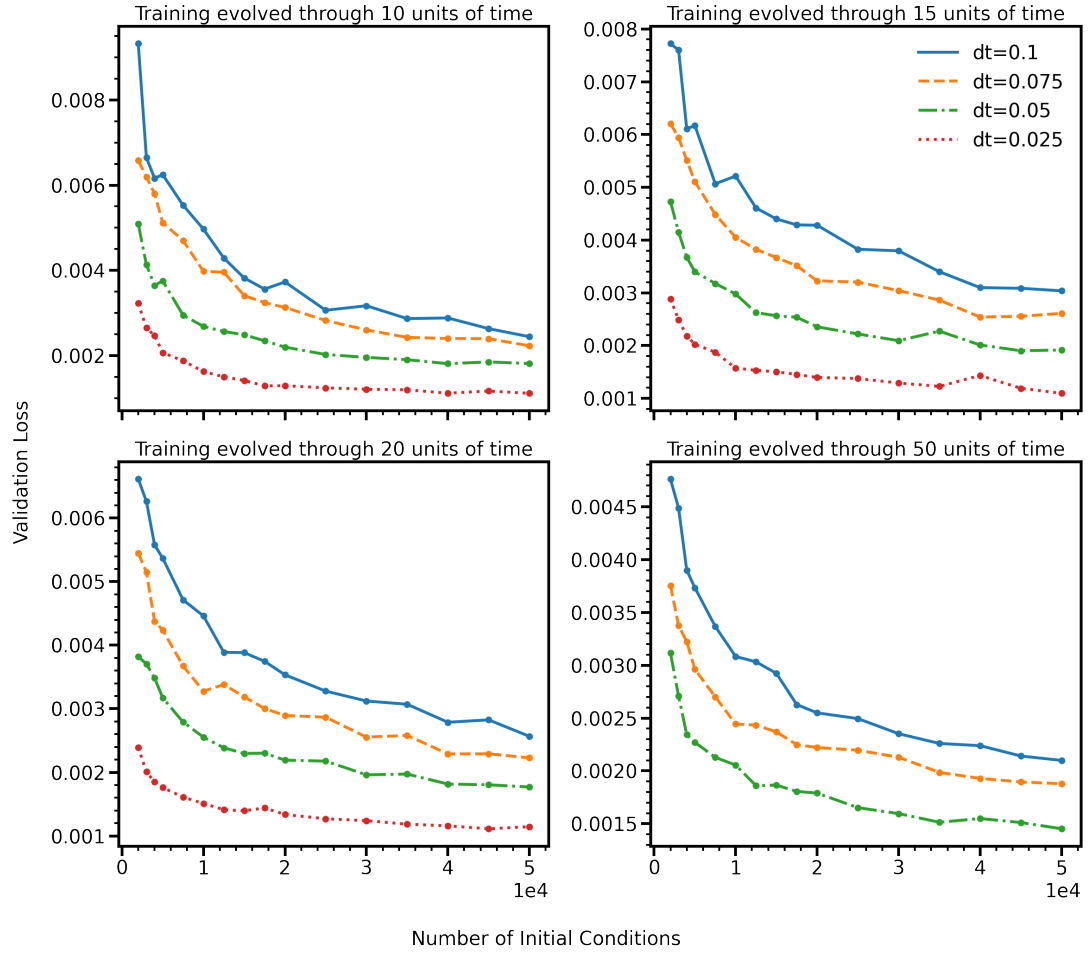 Training evolved through 10 units of time
0.008
0.006
0.004
0.002
Training evolved through 15 units of time
0.008
0.007
0.006
0.005
0.004
0.003
0.002
0.001
dt=0.1
dt=0.075
dt=0.05
dt=0.025
Validation Loss
Training evolved through 20 units of time
0.006
0.005
0.004
0.003
0.002
0.001
0 1 2 3 4 5
1e4
Training evolved through 50 units of time
0.0045
0.0040
0.0035
0.0030
0.0025
0.0020
0.0015
0 1 2 3 4 5
1e4
Number of Initial Conditions